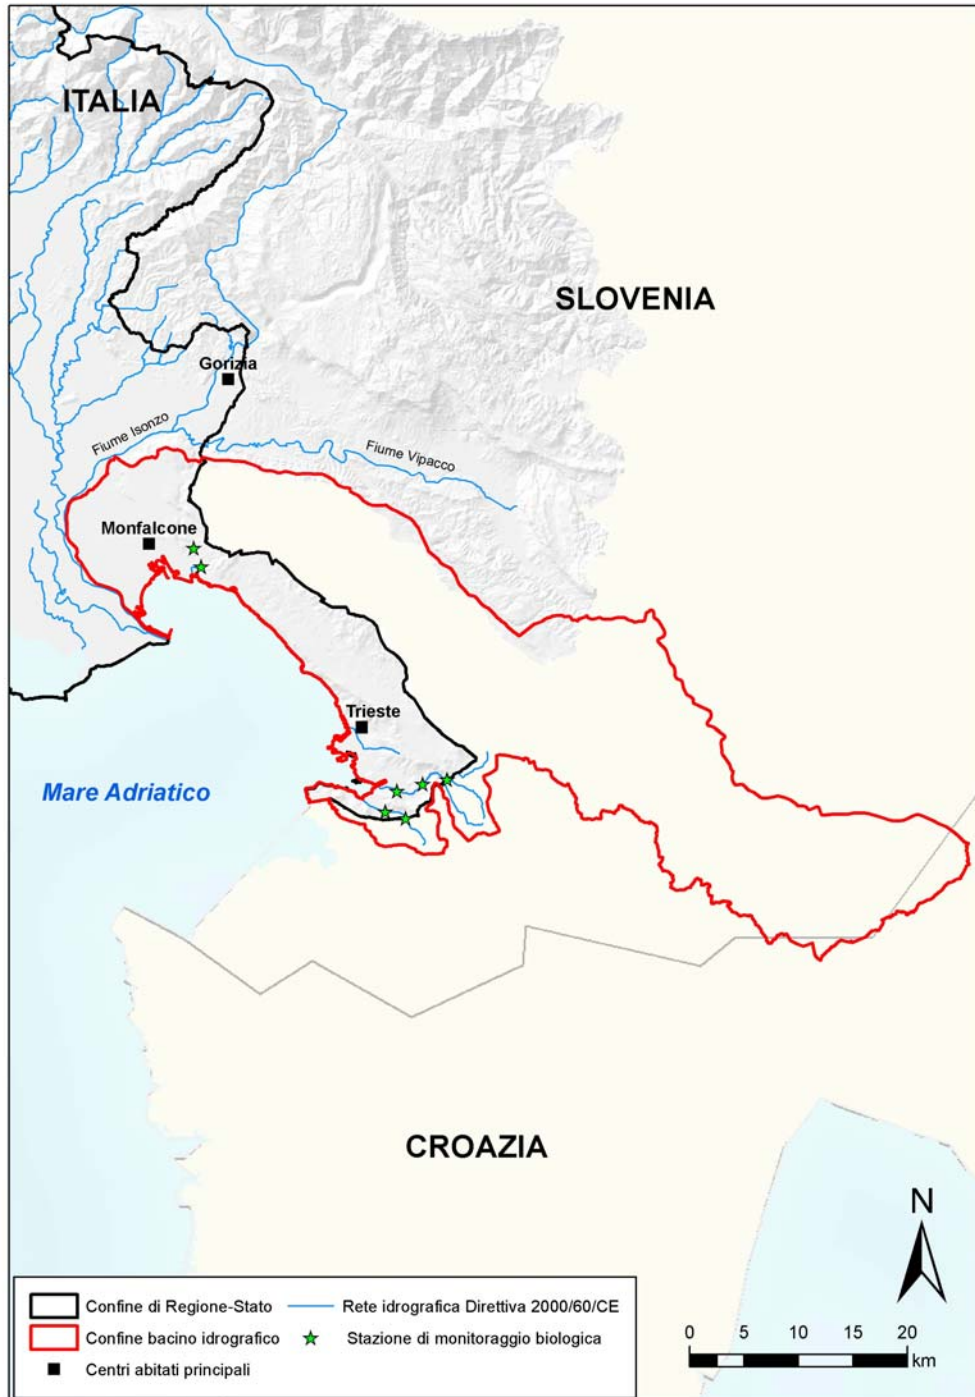 ITALIA
SLOVENIA
Gorizia
Fiume Isonzo
Fiume Vipacco
Monfalcone
Trieste
Mare Adriatico
CROAZIA
N
Confine di Regione-Stato
Rete idrografica Direttiva 2000/60/CE
Confine bacino idrografico
Stazione di monitoraggio biologica
Centri abitati principali
0 5 10 15 20
km